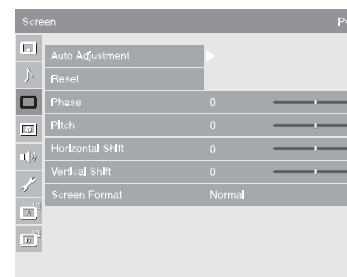 Screen
Auto Adjustment
Reset
Phase 0
Pitch 0
Horizontal Shift 0
Vertical Shift 0
Screen Format Normal